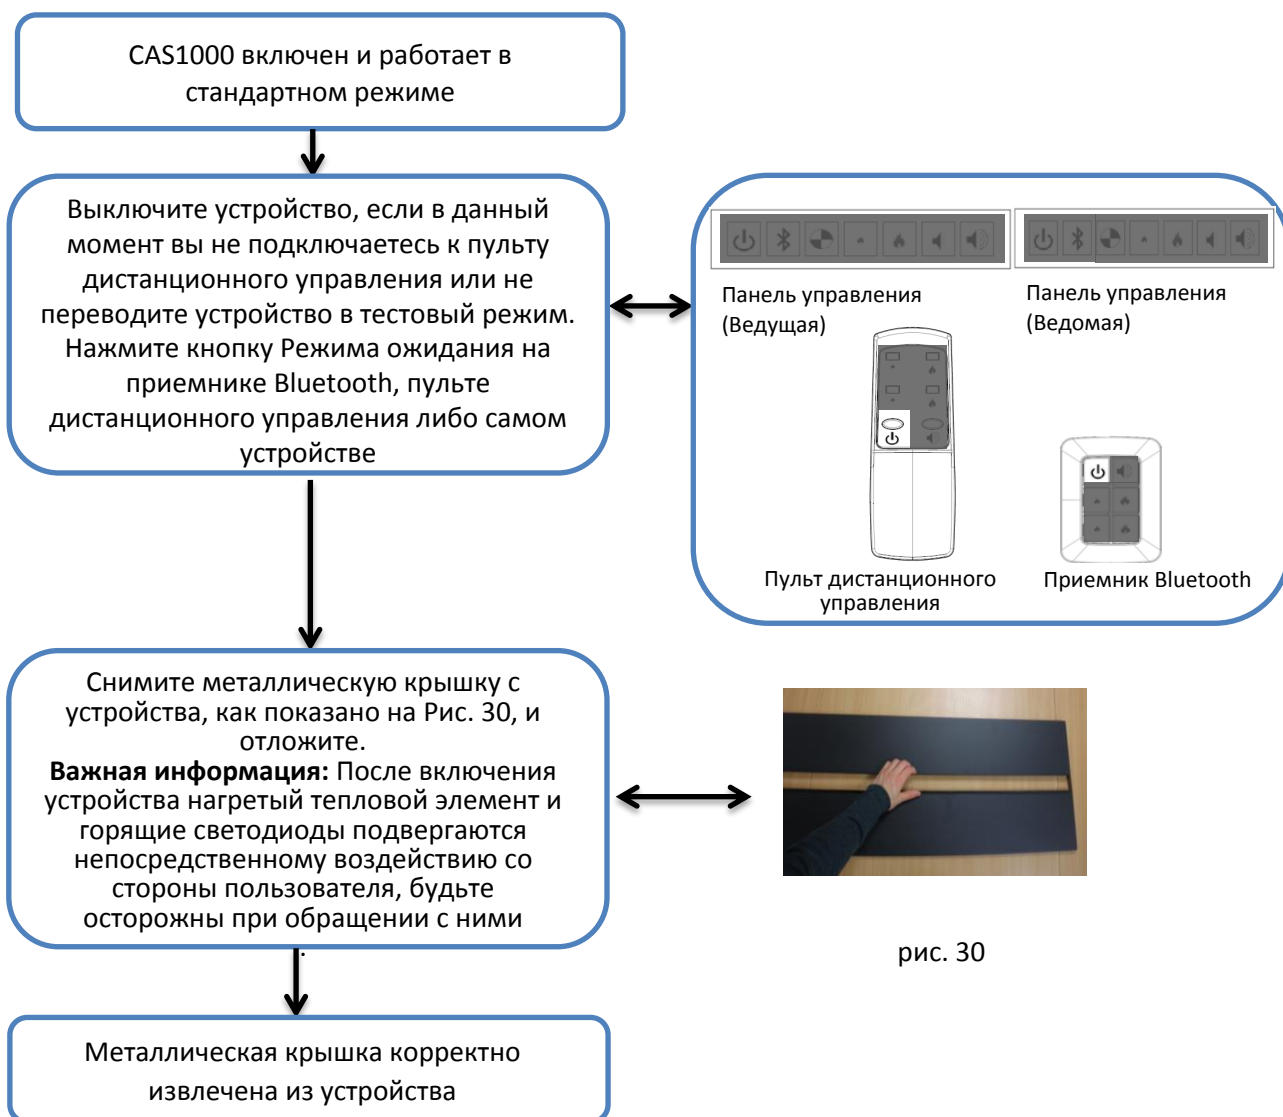 CAS1000 включен и работает в
стандартном режиме
Выключите устройство, если в данный
момент вы не подключаетесь к пульту
дистанционного управления или не
переводите устройство в тестовый режим.
Нажмите кнопку Режима ожидания на
приемнике Bluetooth, пульте
дистанционного управления либо самом
устройстве
Панель управления
(Ведущая)
Панель управления
(Ведомая)
Пульт дистанционного
управления
Приемник Bluetooth
Снимите металлическую крышку с
устройства, как показано на Рис. 30, и
отложите.
Важная информация: После включения
устройства нагретый тепловой элемент и
горящие светодиоды подвергаются
непосредственному воздействию со
стороны пользователя, будьте
осторожны при обращении с ними
.
рис. 30
Металлическая крышка корректно
извлечена из устройства